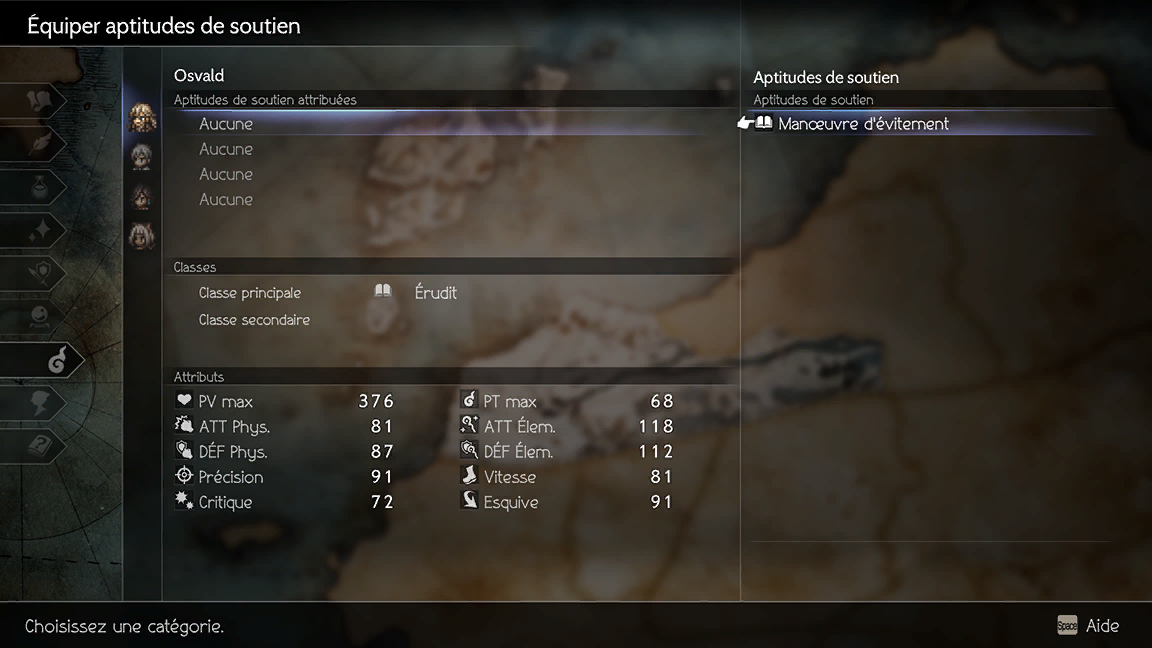 Équiper aptitudes de soutien
Osvald
Aptitudes de soutien attribuées
Aucune
Aucune
Aucune
Aucune
Classes
Classe principale Érudit
Classe secondaire
Attributs
PV max 376 PT max 68
ATT Phys. 81 ATT Élem. 118
DÉF Phys. 87 DÉF Élem. 112
Précision 91 Vitesse 81
Critique 72 Esquive 91
Aptitudes de soutien
Aptitudes de soutien
Manœuvre d'évitement
Choisissez une catégorie.
Space Aide